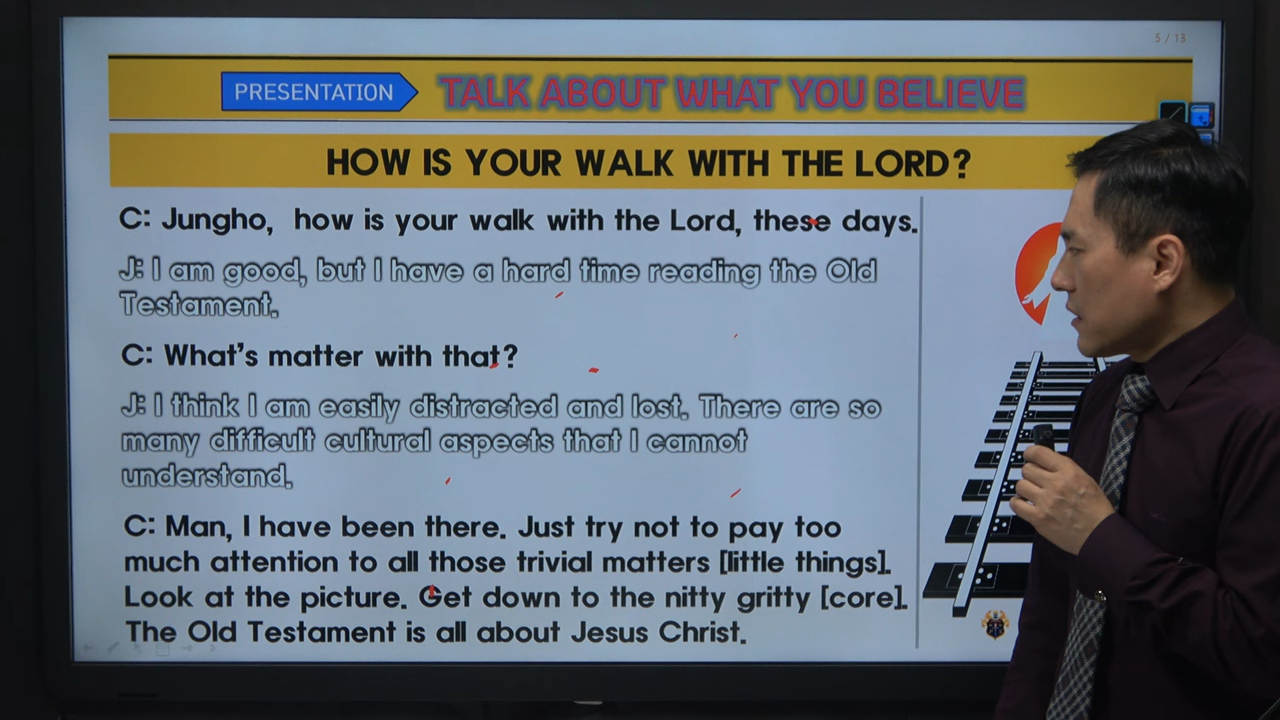 5 / 13
PRESENTATION
TALK ABOUT WHAT YOU BELIEVE
HOW IS YOUR WALK WITH THE LORD?
C: Jungho, how is your walk with the Lord, these days.
J: I am good, but I have a hard time reading the Old
Testament.
C: What's matter with that?
J: I think I am easily distracted and lost. There are so
many difficult cultural aspects that I cannot
understand.
C: Man, I have been there. Just try not to pay too
much attention to all those trivial matters [little things].
Look at the picture. Get down to the nitty gritty [core].
The Old Testament is all about Jesus Christ.